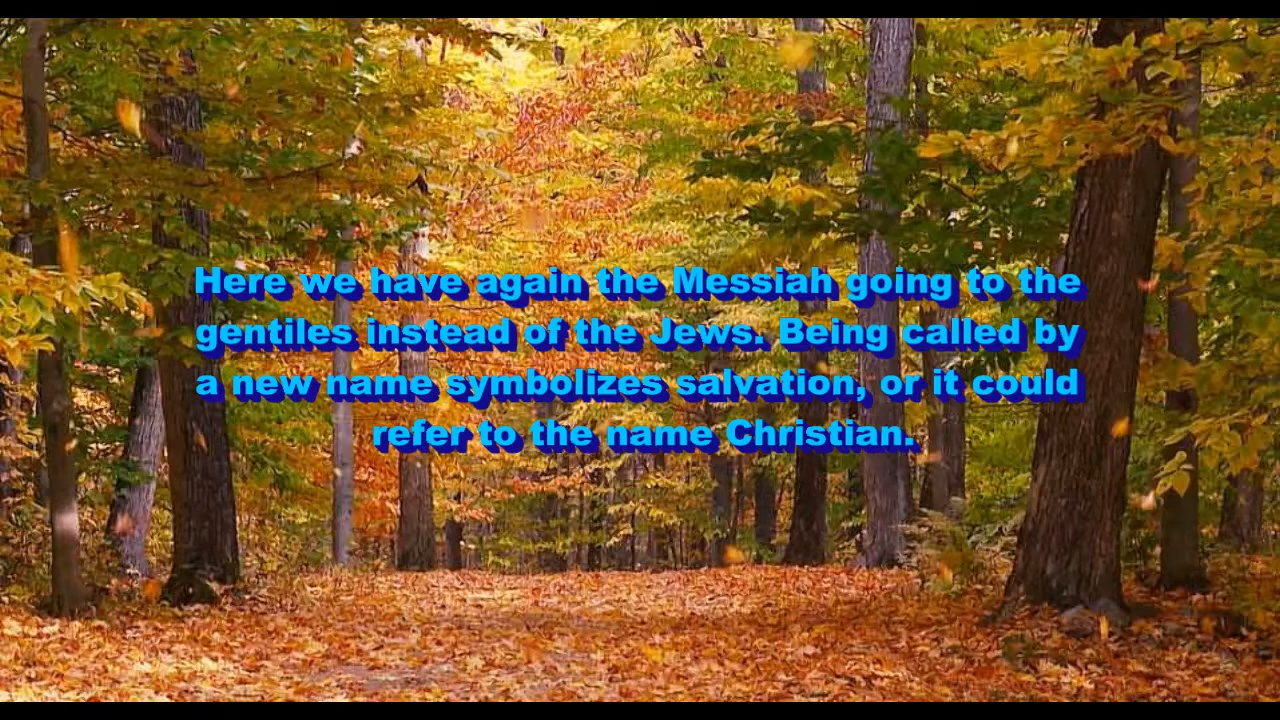 Here we have again the Messiah going to the
gentiles instead of the Jews. Being called by
a new name symbolizes salvation, or it could
refer to the name Christian.